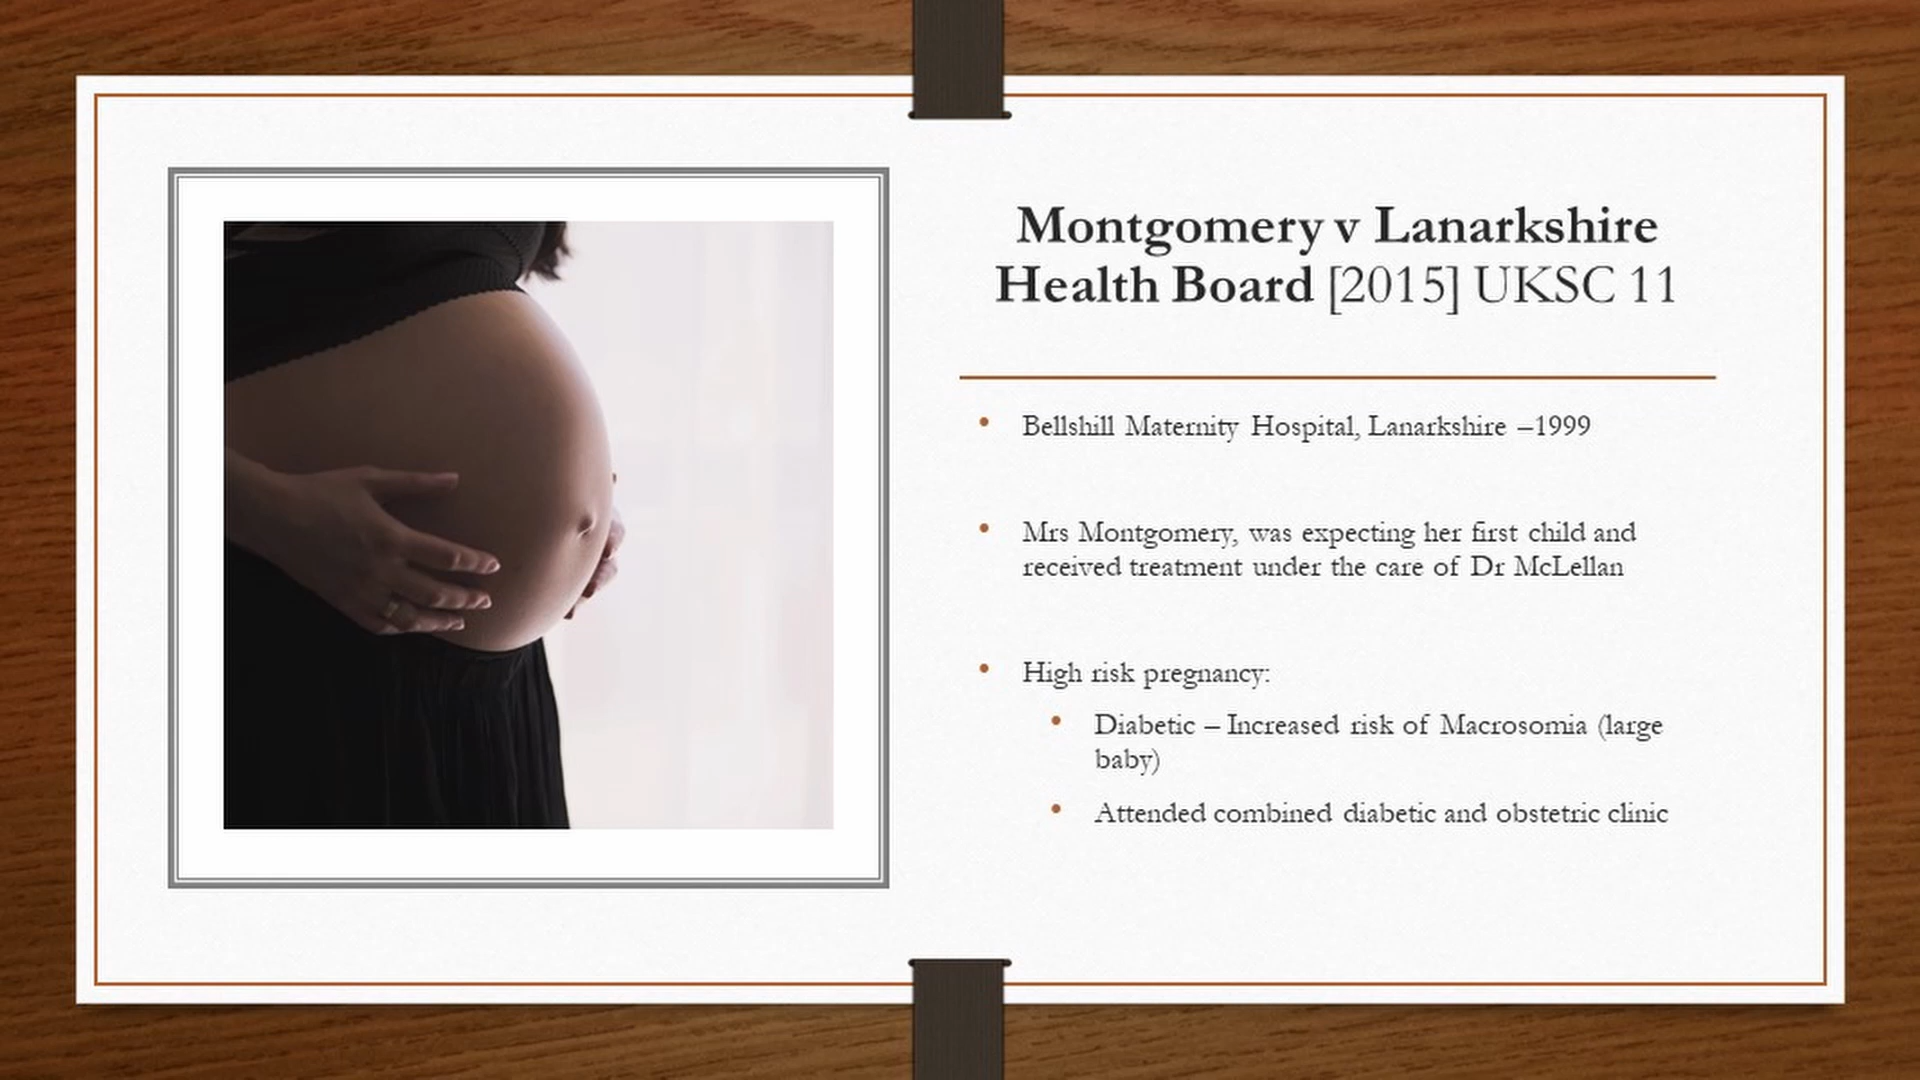 Montgomery v Lanarkshire
Health Board [2015] UKSC 11
• Bellshill Maternity Hospital, Lanarkshire –1999
• Mrs Montgomery, was expecting her first child and
received treatment under the care of Dr McLellan
• High risk pregnancy:
• Diabetic – Increased risk of Macrosomia (large
baby)
• Attended combined diabetic and obstetric clinic